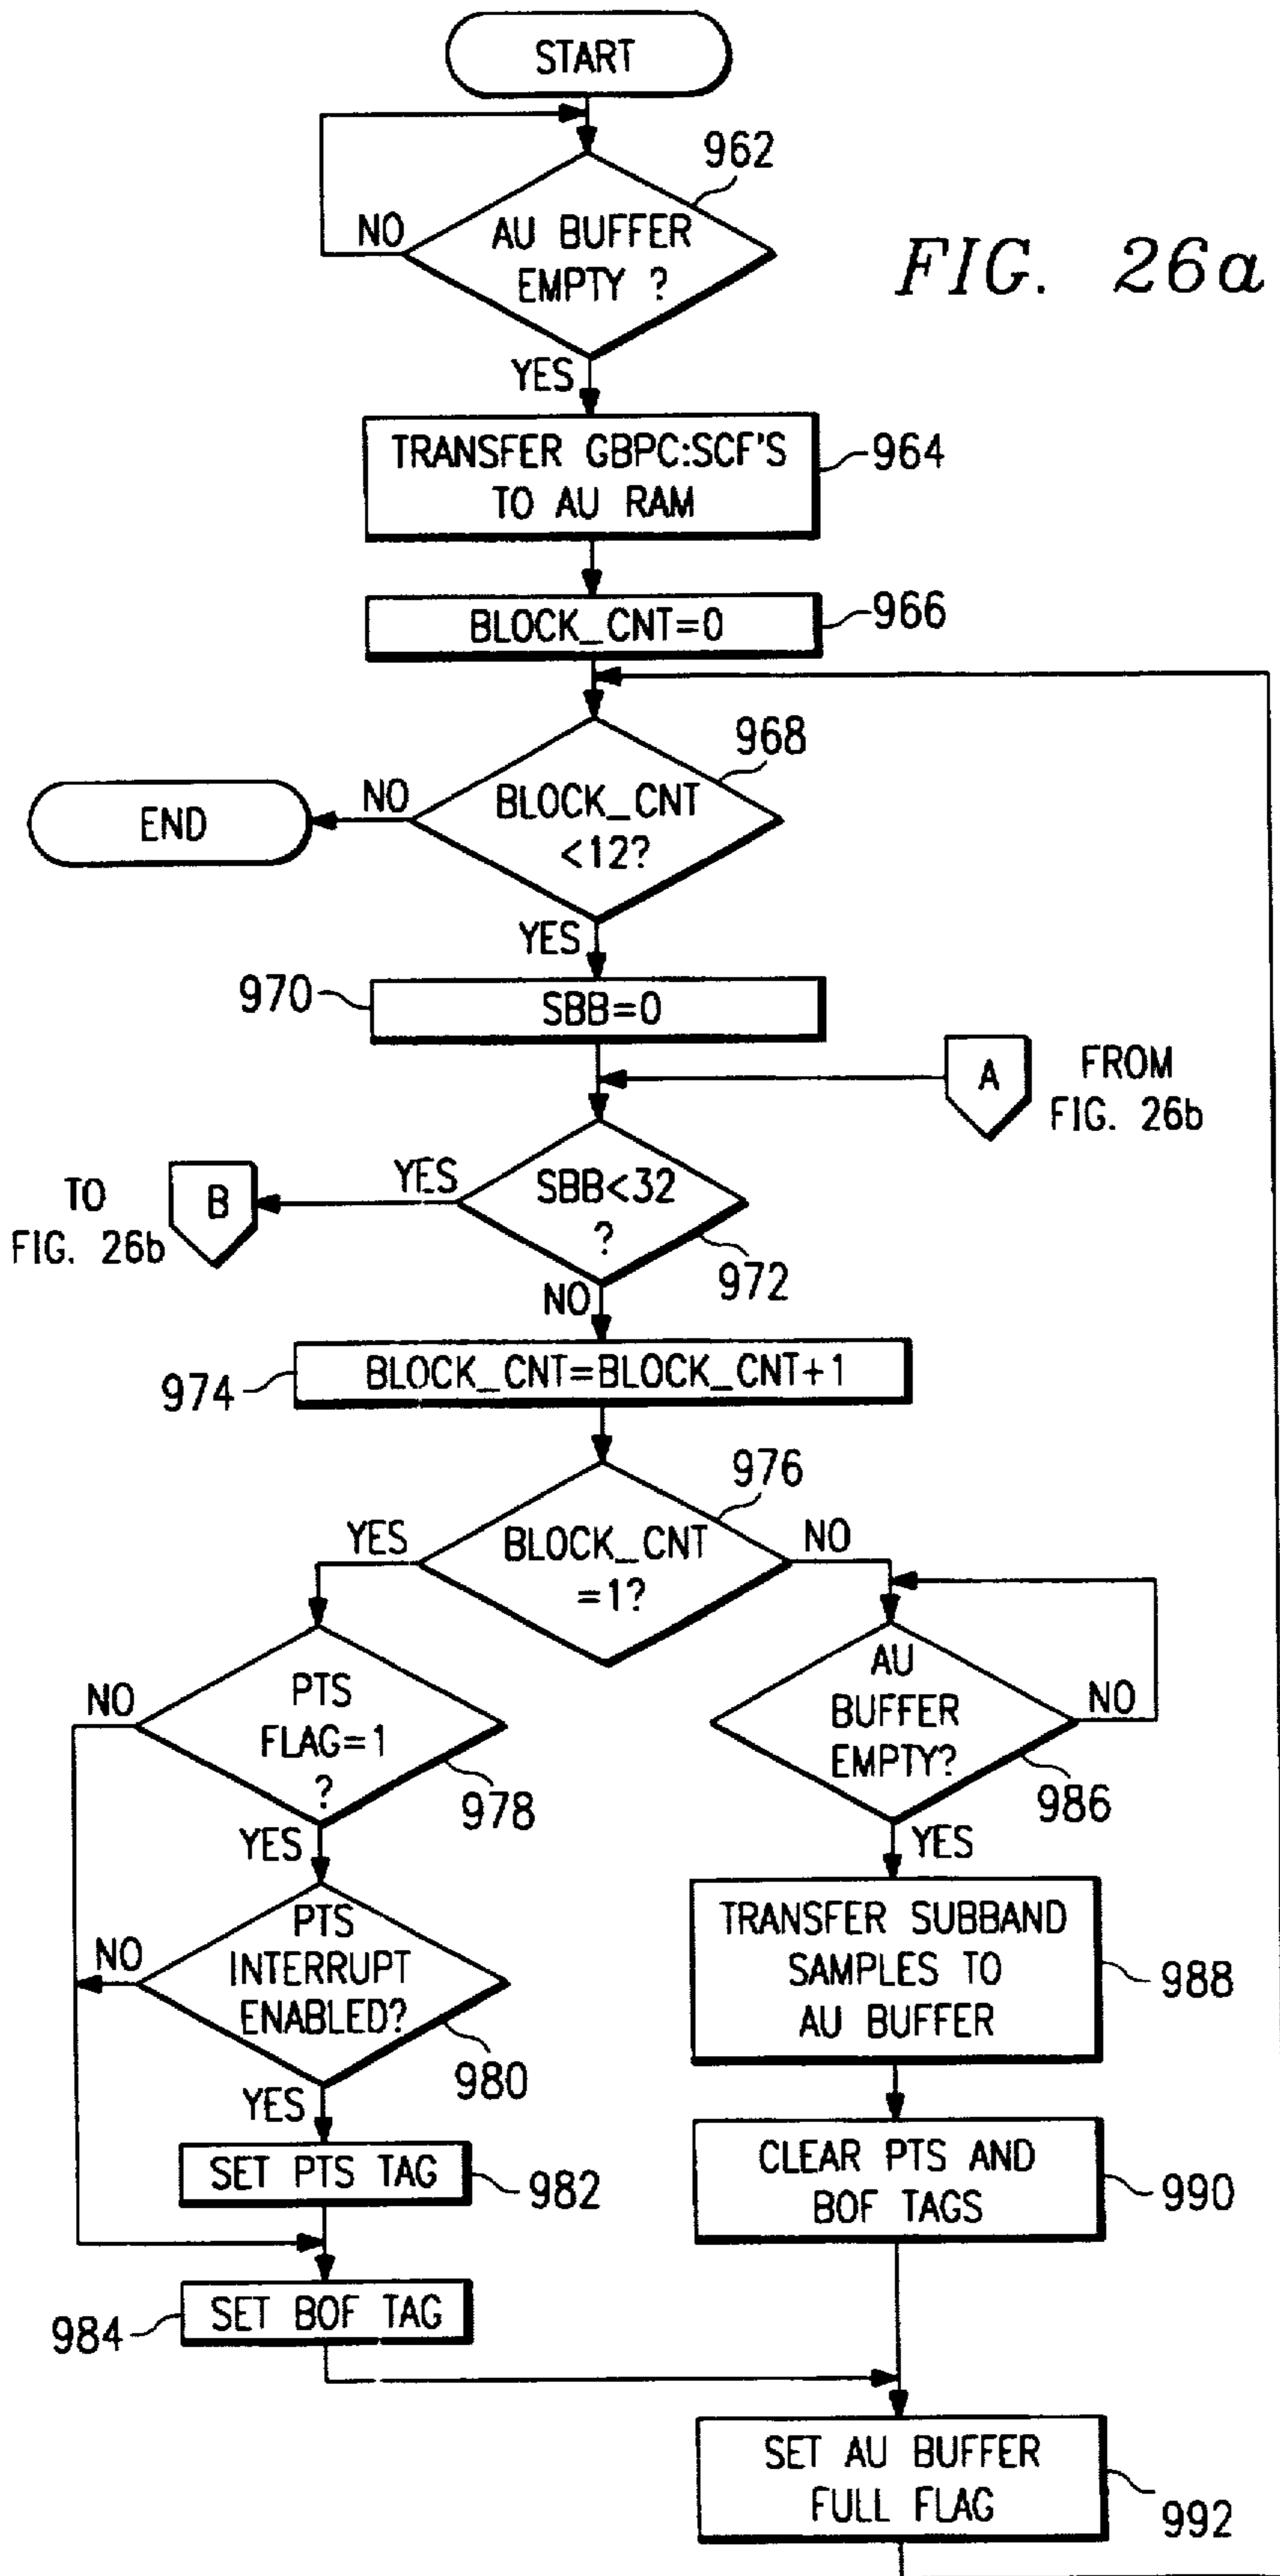 START
962
NO
AU BUFFER
EMPTY ?
FIG. 26a
YES
TRANSFER GBPC:SCF'S
TO AU RAM
964
BLOCK_CNT=0
966
968
END
NO
BLOCK_CNT
<12?
YES
970
SBB=0
A
FROM
FIG. 26b
TO
FIG. 26b
B
YES
SBB<32
?
972
NO
974
BLOCK_CNT=BLOCK_CNT+1
976
YES
BLOCK_CNT
=1?
NO
NO
PTS
FLAG=1
?
978
YES
AU
BUFFER
EMPTY?
NO
986
YES
NO
PTS
INTERRUPT
ENABLED?
980
YES
TRANSFER SUBBAND
SAMPLES TO
AU BUFFER
988
SET PTS TAG
982
CLEAR PTS AND
BOF TAGS
990
984
SET BOF TAG
SET AU BUFFER
FULL FLAG
992